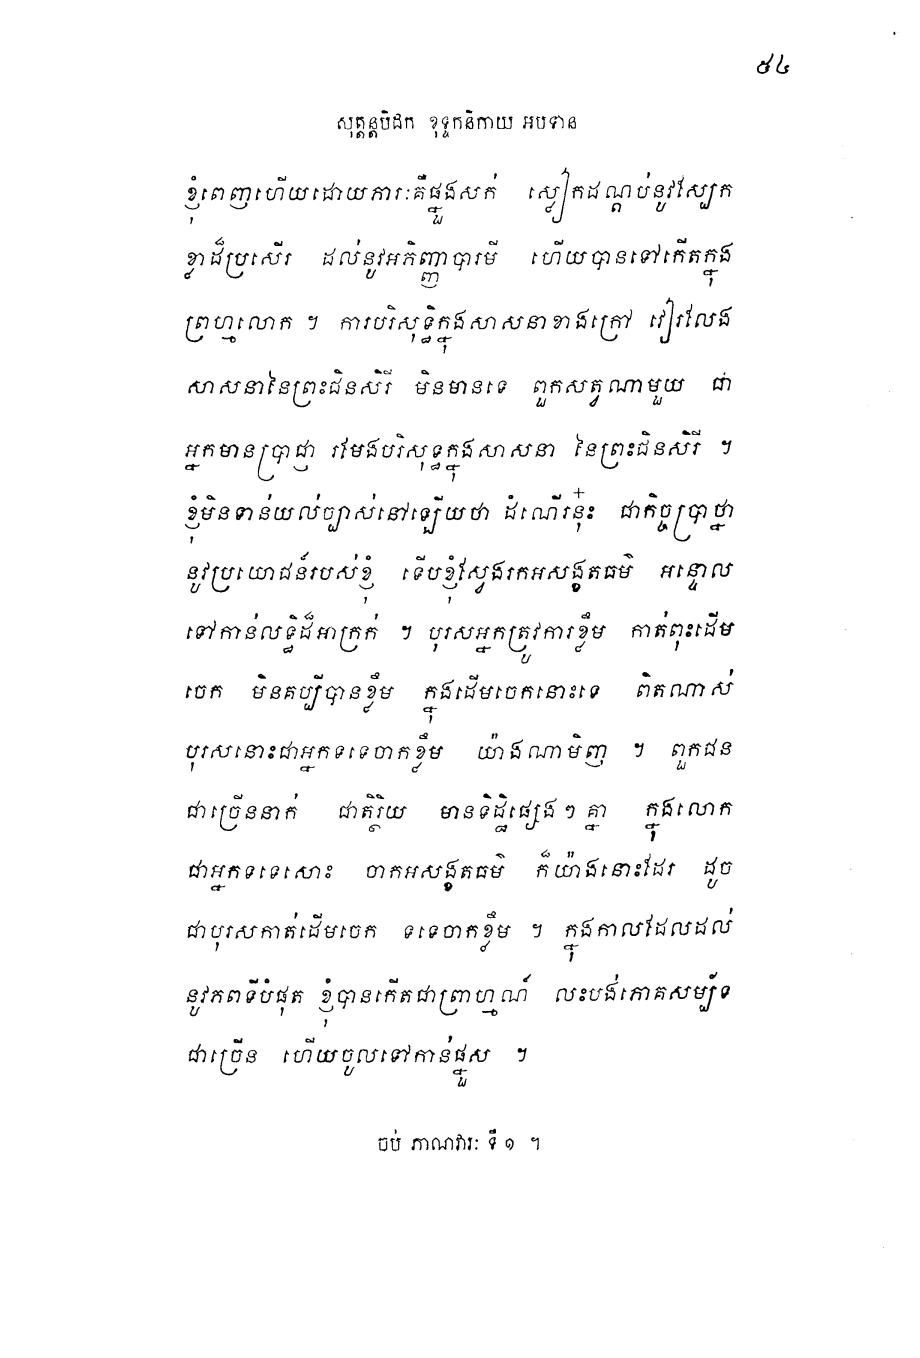 ៥៤
សុត្តន្តបិដក ខុទ្ទកនិកាយ អបទាន
ខ្ញុំពេញហើយដោយភារៈគឺផ្នួងសក់ ស្លៀកដណ្តប់នូវស្បែក
ខ្លាដ៏ប្រសើរ ដល់នូវអភិញ្ញាបារមី ហើយបានទៅកើតក្នុង
ព្រហ្មលោក ។ ការបរិសុទ្ធិក្នុងសាសនាខាងក្រៅ វៀរលែង
សាសនានៃព្រះជិនសិរី មិនមានទេ ពួកសត្វណាមួយ ជា
អ្នកមានប្រាជ្ញា រមែងបរិសុទ្ធក្នុងសាសនា នៃព្រះជិនសិរី ។
ខ្ញុំមិនទាន់យល់ច្បាស់នៅឡើយថា ដំណើរនុ៎ះ ជាកិច្ចប្រាថ្នា
នូវប្រយោជន៍របស់ខ្ញុំ ទើបខ្ញុំស្វែងរកអសង្ខតធម៌ អន្ទោល
ទៅកាន់លទ្ធិដ៏អាក្រក់ ។ បុរសអ្នកត្រូវការខ្លឹម កាត់ពុះដើម
ចេក មិនគប្បីបានខ្លឹម ក្នុងដើមចេកនោះទេ ពិតណាស់
បុរសនោះជាអ្នកទទេចាកខ្លឹម យ៉ាងណាមិញ ។ ពួកជន
ជាច្រើននាក់ ជាតិរ្ថិយ មានទិដ្ឋិផ្សេងៗគ្នា ក្នុងលោក
ជាអ្នកទទេសោះ ចាកអសង្ខតធម៌ ក៏យ៉ាងនោះដែរ ដូច
ជាបុរសកាត់ដើមចេក ទទេចាកខ្លឹម ។ ក្នុងកាលដែលដល់
នូវភពទីបំផុត ខ្ញុំបានកើតជាព្រាហ្មណ៍ លះបង់ភោគសម្ប័ទ
ជាច្រើន ហើយចូលទៅកាន់ផ្នួស ។
ចប់ ភាណវារៈ ទី ១ ។